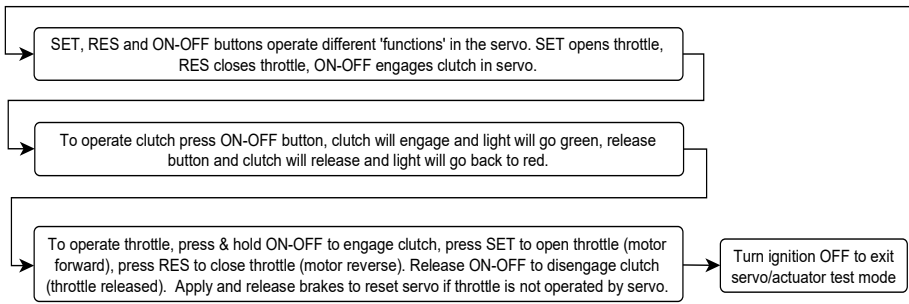 SET, RES and ON-OFF buttons operate different 'functions' in the servo. SET opens throttle,
RES closes throttle, ON-OFF engages clutch in servo.
To operate clutch press ON-OFF button, clutch will engage and light will go green, release
button and clutch will release and light will go back to red.
To operate throttle, press & hold ON-OFF to engage clutch, press SET to open throttle (motor
forward), press RES to close throttle (motor reverse). Release ON-OFF to disengage clutch
(throttle released).  Apply and release brakes to reset servo if throttle is not operated by servo.
Turn ignition OFF to exit
servo/actuator test mode